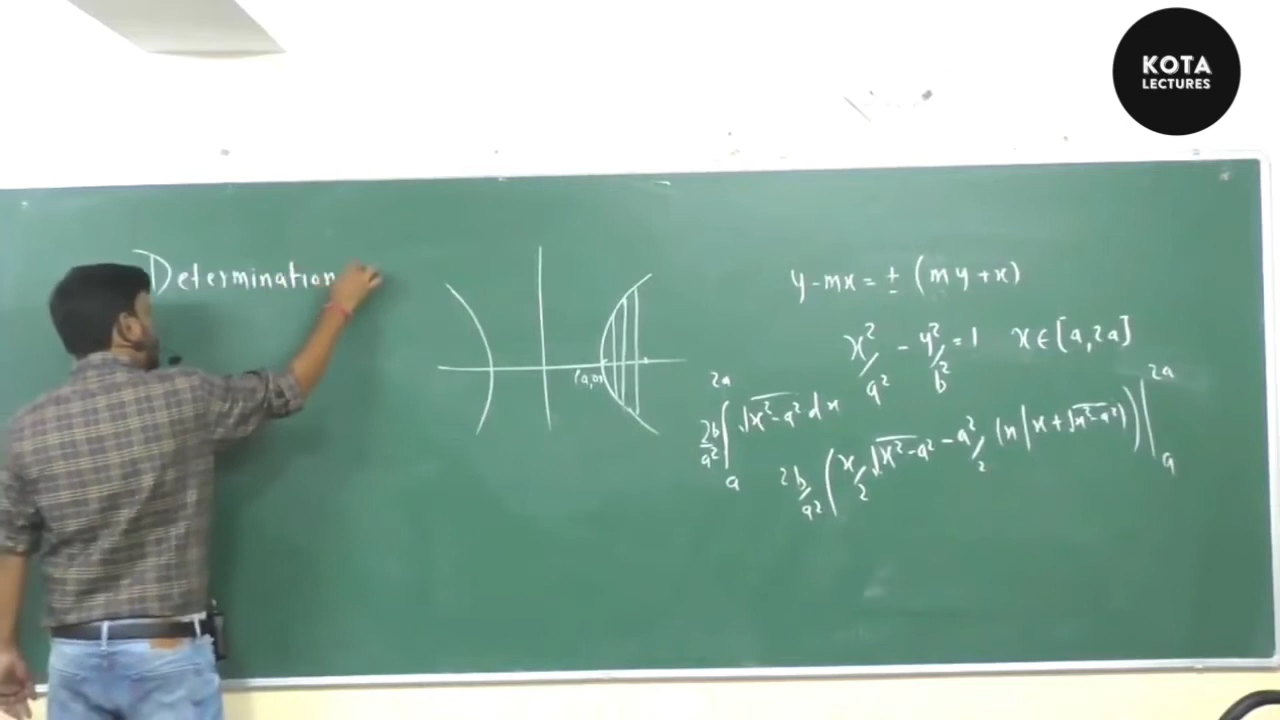 KOTA
LECTURES
Determination
(a,o)
y-mx = ± (my+x)
x²/a² - y²/b² = 1 x ∈ [a, 2a]
2b/a² ∫ₐ²ᵃ √x²-a² dx
2b/a² (x/2 √x²-a² - a²/2 ln|x+√x²-a²|)|ₐ²ᵃ